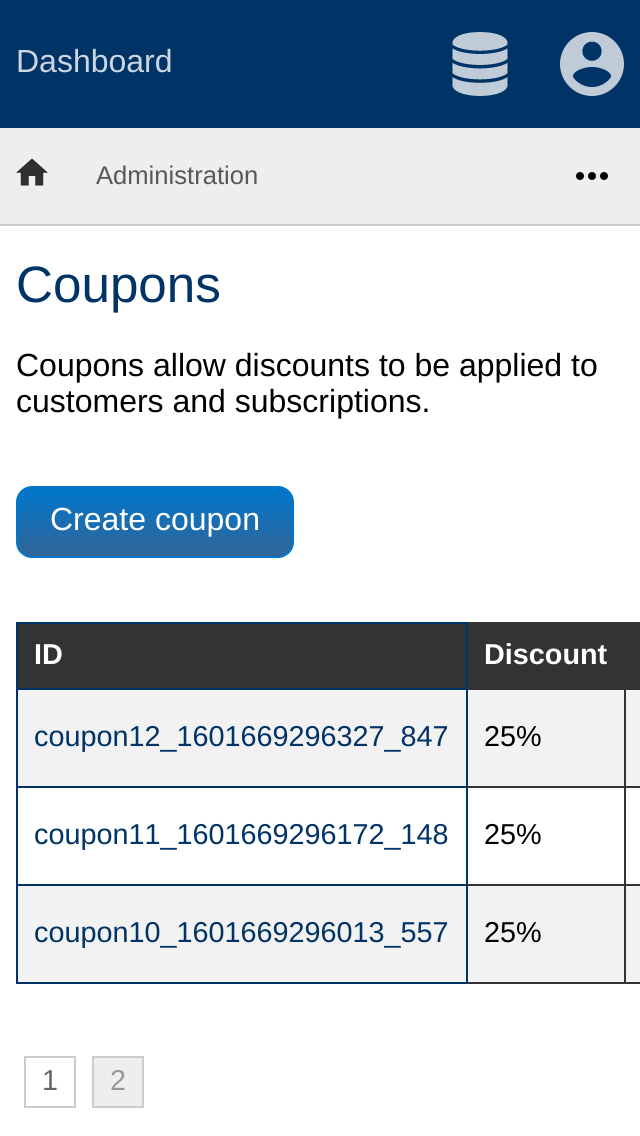 Dashboard
Administration
Coupons
Coupons allow discounts to be applied to
customers and subscriptions.
Create coupon
ID Discount
coupon12_1601669296327_847 25%
coupon11_1601669296172_148 25%
coupon10_1601669296013_557 25%
1 2